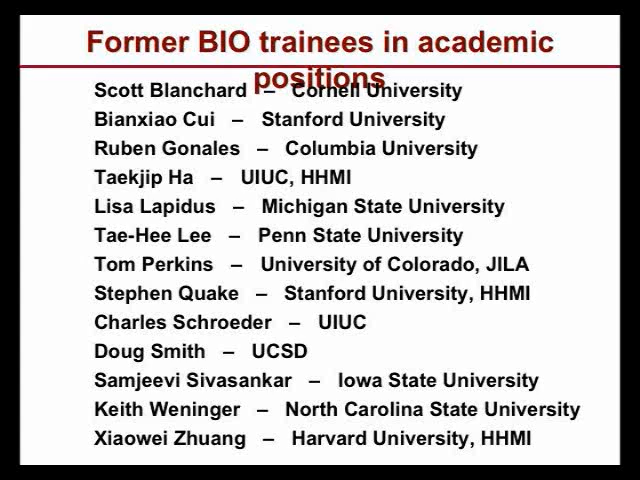 Former BIO trainees in academic
positions
Scott Blanchard – Cornell University
Bianxiao Cui – Stanford University
Ruben Gonales – Columbia University
Taekjip Ha – UIUC, HHMI
Lisa Lapidus – Michigan State University
Tae-Hee Lee – Penn State University
Tom Perkins – University of Colorado, JILA
Stephen Quake – Stanford University, HHMI
Charles Schroeder – UIUC
Doug Smith – UCSD
Samjeevi Sivasankar – Iowa State University
Keith Weninger – North Carolina State University
Xiaowei Zhuang – Harvard University, HHMI